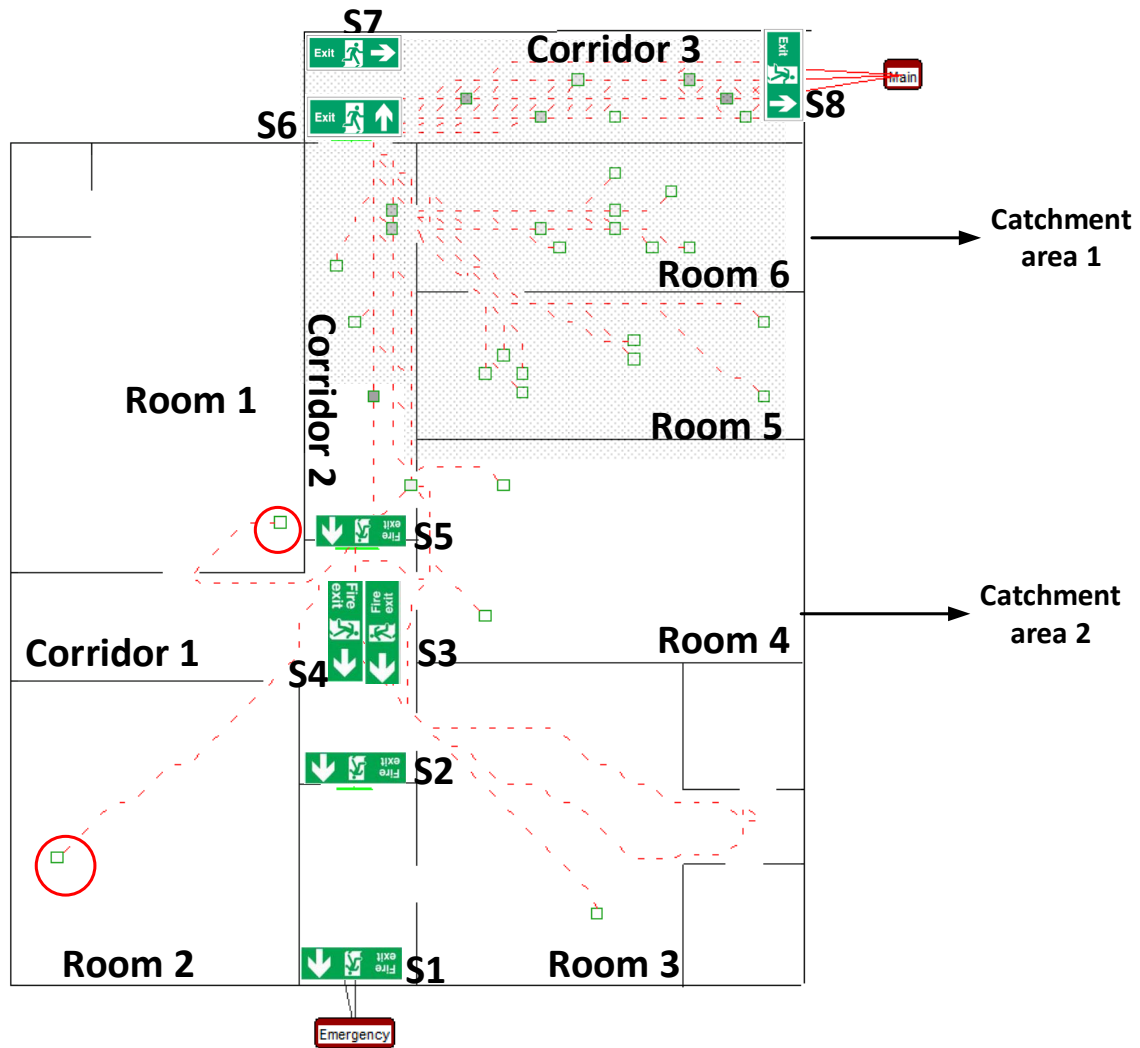 S7
Exit
Corridor 3
Exit
Main
S8
S6
Exit
Catchment
area 1
Room 6
Corridor 2
Room 1
Room 5
Fire
exit
S5
Fire
exit
Fire
exit
Catchment
area 2
Corridor 1
S4
S3
Room 4
Fire
exit
S2
Room 2
Fire
exit
S1
Room 3
Emergency